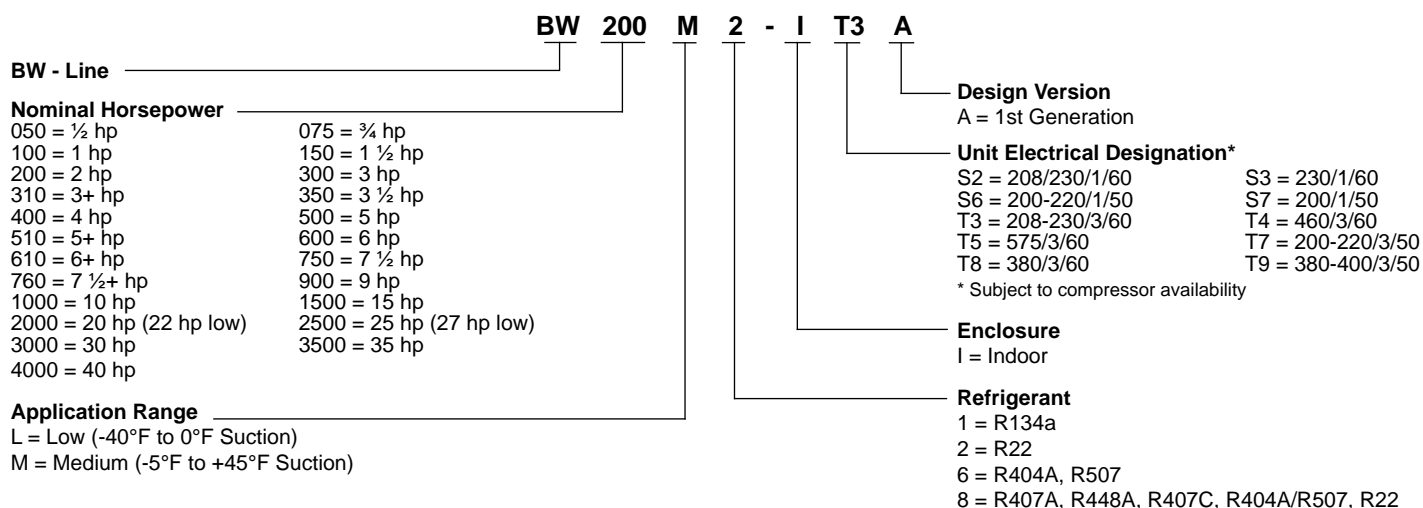 BW 200 M 2 - I T3 A
BW - Line
Nominal Horsepower
050 = ½ hp 075 = ¾ hp
100 = 1 hp 150 = 1 ½ hp
200 = 2 hp 300 = 3 hp
310 = 3+ hp 350 = 3 ½ hp
400 = 4 hp 500 = 5 hp
510 = 5+ hp 600 = 6 hp
610 = 6+ hp 750 = 7 ½ hp
760 = 7 ½+ hp 900 = 9 hp
1000 = 10 hp 1500 = 15 hp
2000 = 20 hp (22 hp low) 2500 = 25 hp (27 hp low)
3000 = 30 hp 3500 = 35 hp
4000 = 40 hp
Application Range
L = Low (-40°F to 0°F Suction)
M = Medium (-5°F to +45°F Suction)
Design Version
A = 1st Generation
Unit Electrical Designation*
S2 = 208/230/1/60 S3 = 230/1/60
S6 = 200-220/1/50 S7 = 200/1/50
T3 = 208-230/3/60 T4 = 460/3/60
T5 = 575/3/60 T7 = 200-220/3/50
T8 = 380/3/60 T9 = 380-400/3/50
* Subject to compressor availability
Enclosure
I = Indoor
Refrigerant
1 = R134a
2 = R22
6 = R404A, R507
8 = R407A, R448A, R407C, R404A/R507, R22